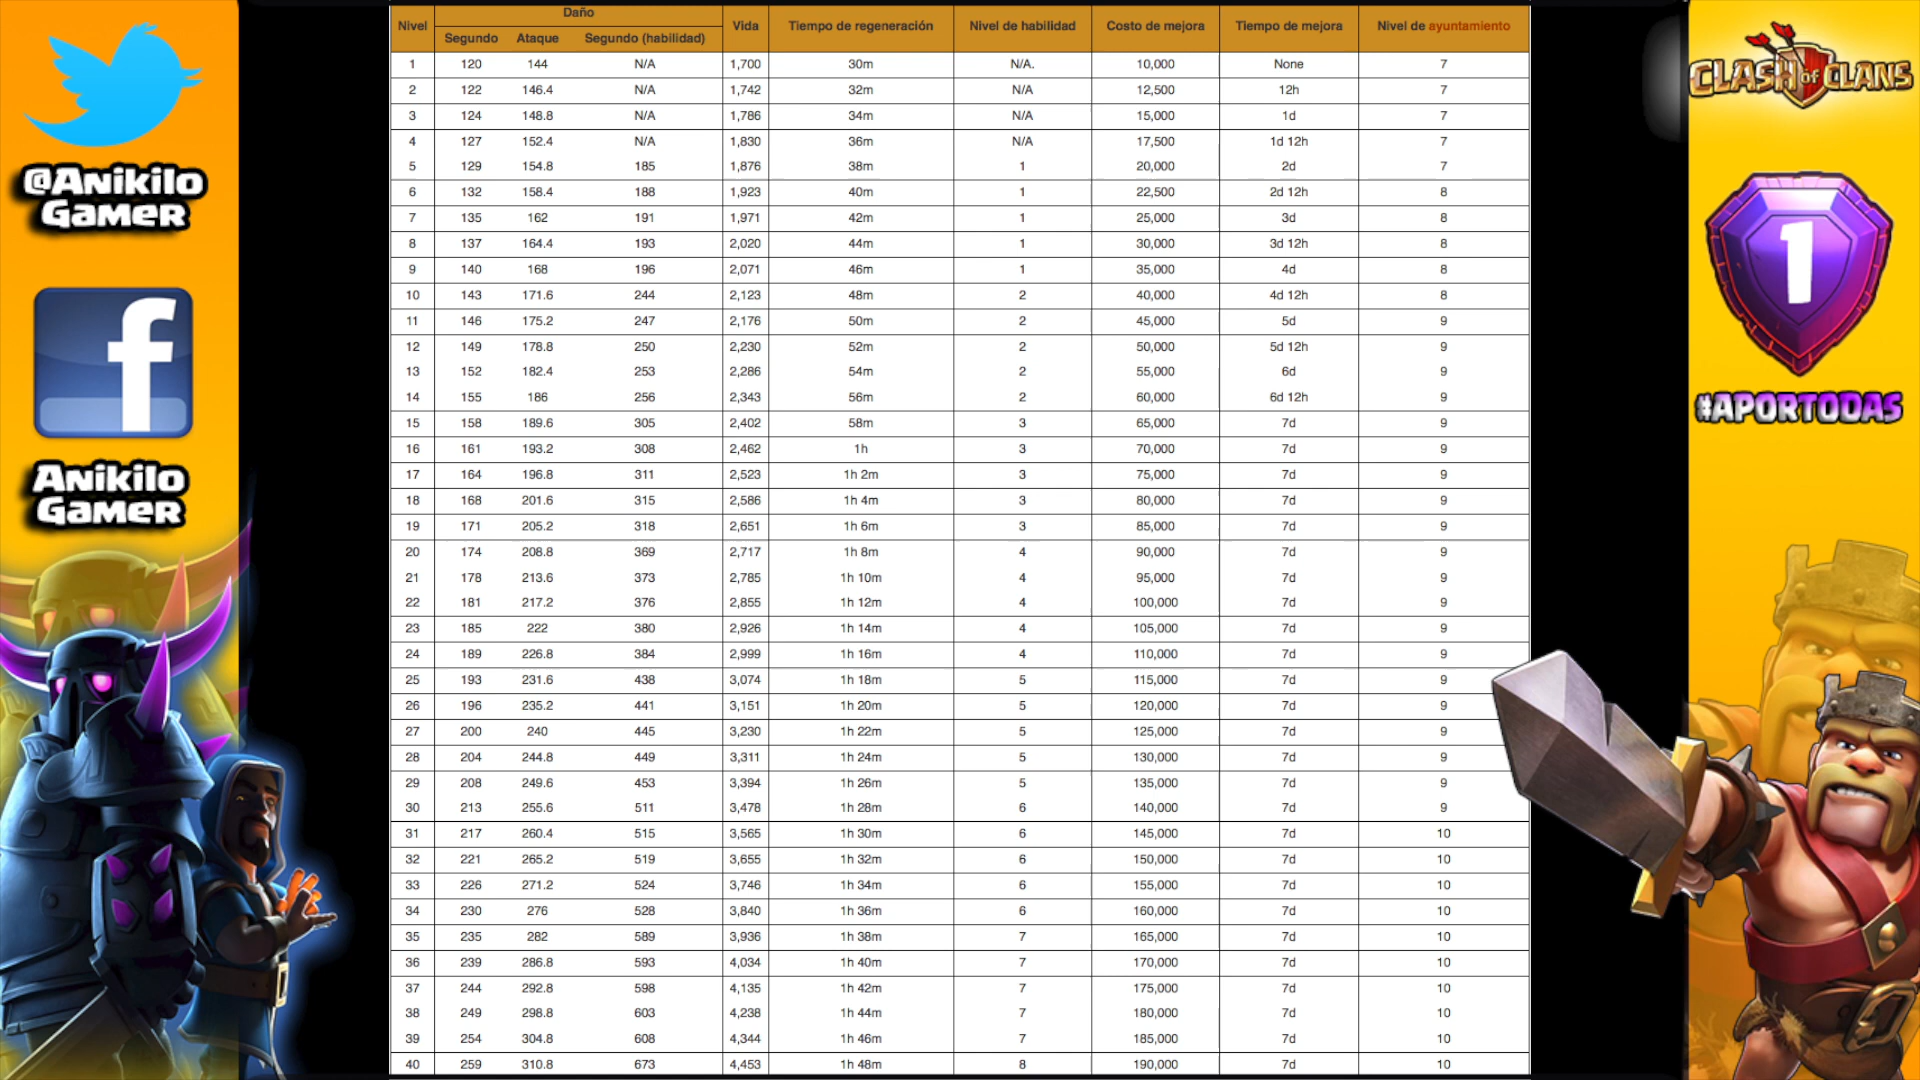 @Anikilo
Gamer
f
Anikilo
Gamer
Nivel Daño Vida Tiempo de regeneración Nivel de habilidad Costo de mejora Tiempo de mejora Nivel de ayuntamiento
Segundo Ataque Segundo (habilidad)
1 120 144 N/A 1,700 30m N/A. 10,000 None 7
2 122 146.4 N/A 1,742 32m N/A 12,500 12h 7
3 124 148.8 N/A 1,786 34m N/A 15,000 1d 7
4 127 152.4 N/A 1,830 36m N/A 17,500 1d 12h 7
5 129 154.8 185 1,876 38m 1 20,000 2d 7
6 132 158.4 188 1,923 40m 1 22,500 2d 12h 8
7 135 162 191 1,971 42m 1 25,000 3d 8
8 137 164.4 193 2,020 44m 1 30,000 3d 12h 8
9 140 168 196 2,071 46m 1 35,000 4d 8
10 143 171.6 244 2,123 48m 2 40,000 4d 12h 8
11 146 175.2 247 2,176 50m 2 45,000 5d 9
12 149 178.8 250 2,230 52m 2 50,000 5d 12h 9
13 152 182.4 253 2,286 54m 2 55,000 6d 9
14 155 186 256 2,343 56m 2 60,000 6d 12h 9
15 158 189.6 305 2,402 58m 3 65,000 7d 9
16 161 193.2 308 2,462 1h 3 70,000 7d 9
17 164 196.8 311 2,523 1h 2m 3 75,000 7d 9
18 168 201.6 315 2,586 1h 4m 3 80,000 7d 9
19 171 205.2 318 2,651 1h 6m 3 85,000 7d 9
20 174 208.8 369 2,717 1h 8m 4 90,000 7d 9
21 178 213.6 373 2,785 1h 10m 4 95,000 7d 9
22 181 217.2 376 2,855 1h 12m 4 100,000 7d 9
23 185 222 380 2,926 1h 14m 4 105,000 7d 9
24 189 226.8 384 2,999 1h 16m 4 110,000 7d 9
25 193 231.6 438 3,074 1h 18m 5 115,000 7d 9
26 196 235.2 441 3,151 1h 20m 5 120,000 7d 9
27 200 240 445 3,230 1h 22m 5 125,000 7d 9
28 204 244.8 449 3,311 1h 24m 5 130,000 7d 9
29 208 249.6 453 3,394 1h 26m 5 135,000 7d 9
30 213 255.6 511 3,478 1h 28m 6 140,000 7d 9
31 217 260.4 515 3,565 1h 30m 6 145,000 7d 10
32 221 265.2 519 3,655 1h 32m 6 150,000 7d 10
33 226 271.2 524 3,746 1h 34m 6 155,000 7d 10
34 230 276 528 3,840 1h 36m 6 160,000 7d 10
35 235 282 589 3,936 1h 38m 7 165,000 7d 10
36 239 286.8 593 4,034 1h 40m 7 170,000 7d 10
37 244 292.8 598 4,135 1h 42m 7 175,000 7d 10
38 249 298.8 603 4,238 1h 44m 7 180,000 7d 10
39 254 304.8 608 4,344 1h 46m 7 185,000 7d 10
40 259 310.8 673 4,453 1h 48m 8 190,000 7d 10
CLASH of CLANS
1
#APORTODAS